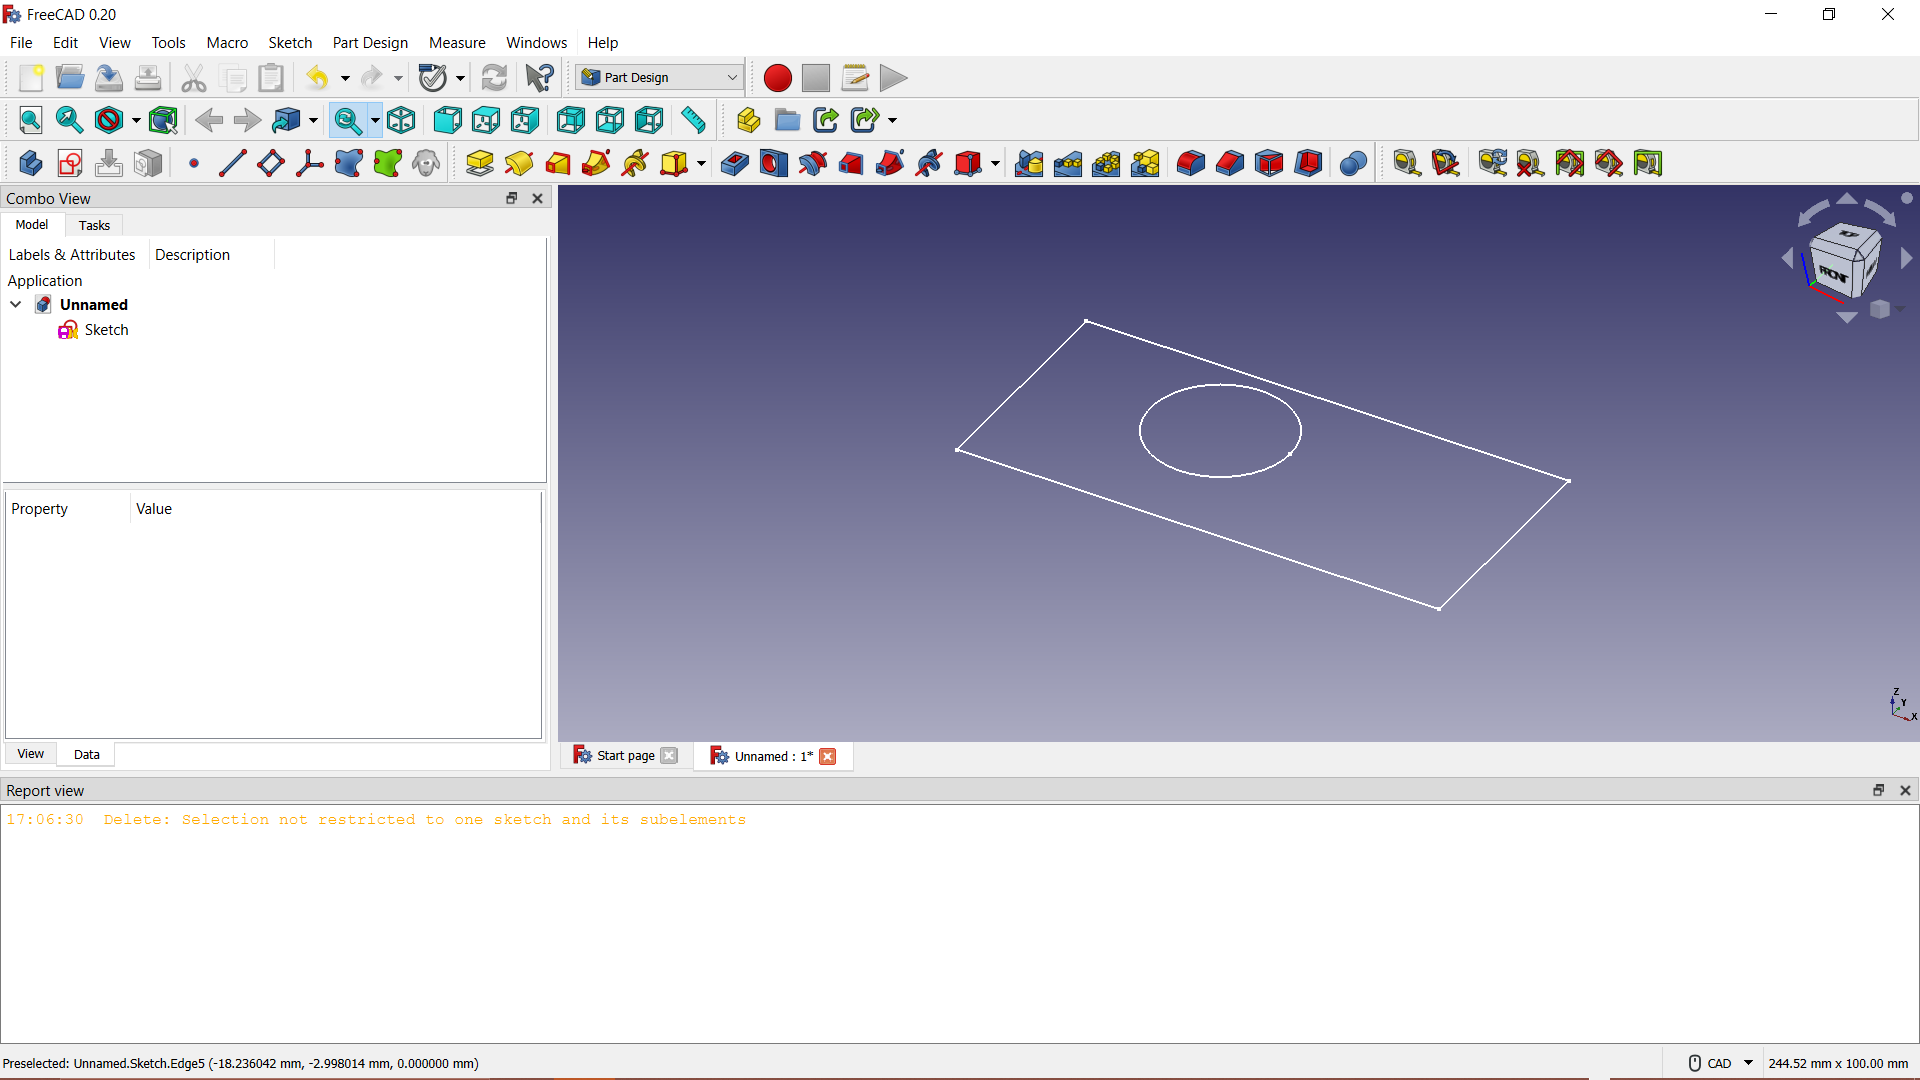 FreeCAD 0.20
File Edit View Tools Macro Sketch Part Design Measure Windows Help
Part Design
Combo View
Model Tasks
Labels & Attributes Description
Application
Unnamed
Sketch
Property Value
View Data
TOP
FRONT
Z
Y
X
Start page Unnamed : 1*
Report view
17:06:30 Delete: Selection not restricted to one sketch and its subelements
Preselected: Unnamed.Sketch.Edge5 (-18.236042 mm, -2.998014 mm, 0.000000 mm) CAD 244.52 mm x 100.00 mm